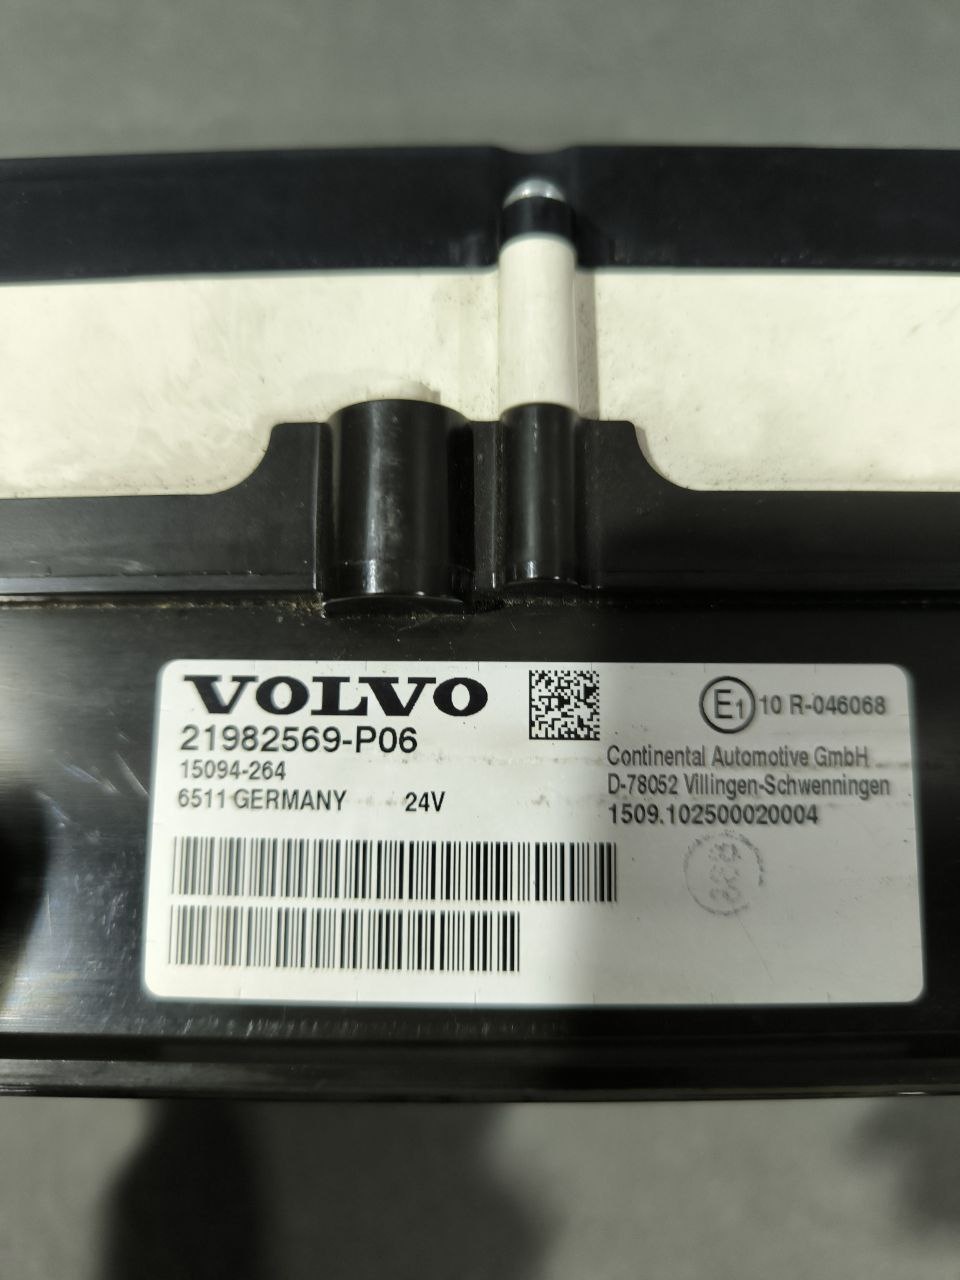 VOLVO
21982569-P06
15094-264
6511 GERMANY 24V
E1 10 R-046068
Continental Automotive GmbH
D-78052 Villingen-Schwenningen
1509.102500020004